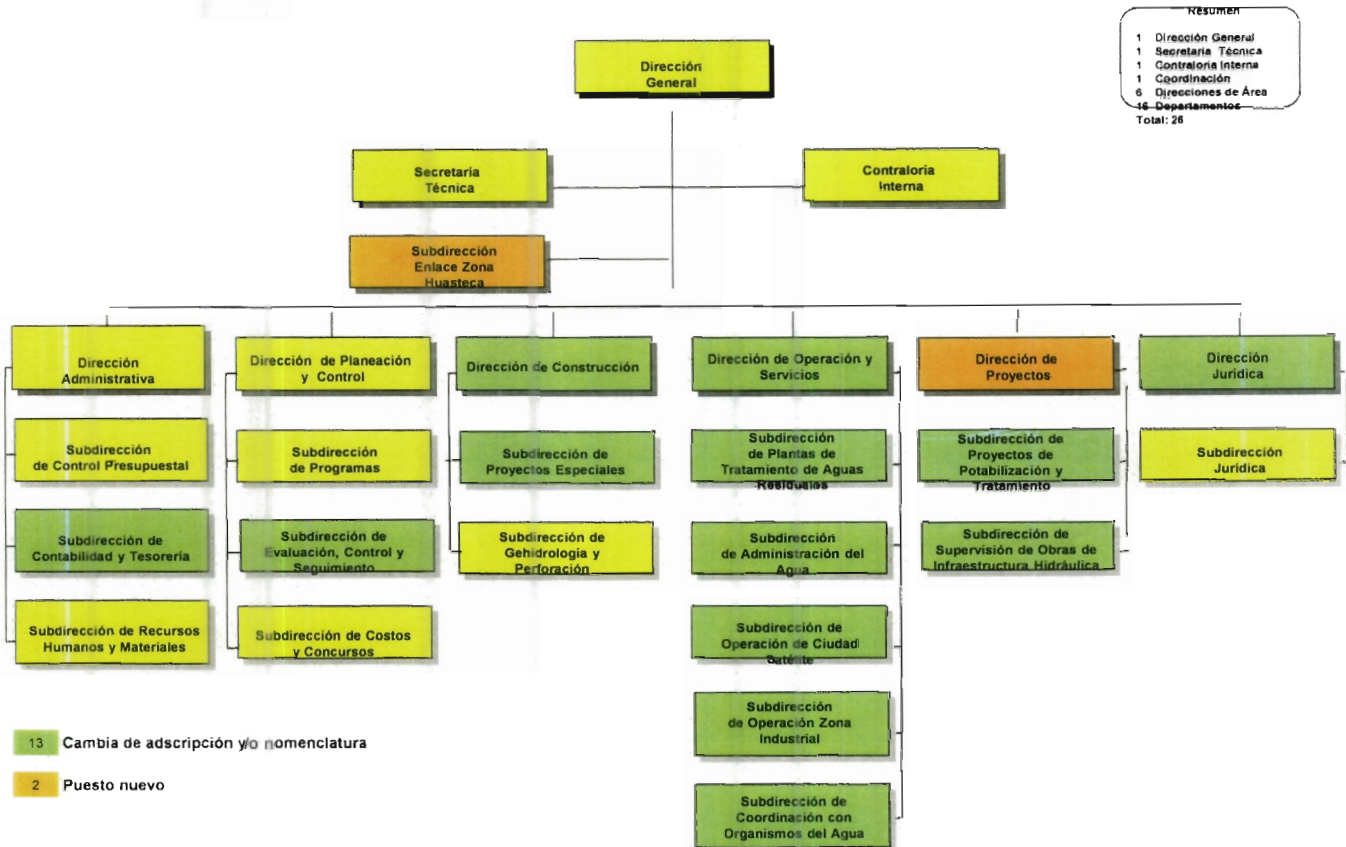 Resumen
1 Dirección General
1 Secretaria Técnica
1 Contraloria Interna
1 Coordinación
6 Direcciones de Área
16 Departamentos
Total: 26
Dirección
General
Secretaria
Técnica
Contraloría
Interna
Subdirección
Enlace Zona
Huasteca
Dirección
Administrativa
Dirección de Planeación
y Control
Dirección de Construcción
Dirección de Operación y
Servicios
Dirección de
Proyectos
Dirección
Jurídica
Subdirección
de Control Presupuestal
Subdirección
de Programas
Subdirección de
Proyectos Especiales
Subdirección
de Plantas de
Tratamiento de Aguas
Residuales
Subdirección de
Proyectos de
Potabilización y
Tratamiento
Subdirección
Jurídica
Subdirección de
Contabilidad y Tesorería
Subdirección de
Evaluación, Control y
Seguimiento
Subdirección de
Gehidrología y
Perforación
Subdirección
de Administración del
Agua
Subdirección de
Supervisión de Obras de
Infraestructura Hidráulica
Subdirección de Recursos
Humanos y Materiales
Subdirección de Costos
y Concursos
Subdirección de
Operación de Ciudad
Satélite
Subdirección
de Operación Zona
Industrial
Subdirección de
Coordinación con
Organismos del Agua
13 Cambia de adscripción y/o nomenclatura
2 Puesto nuevo